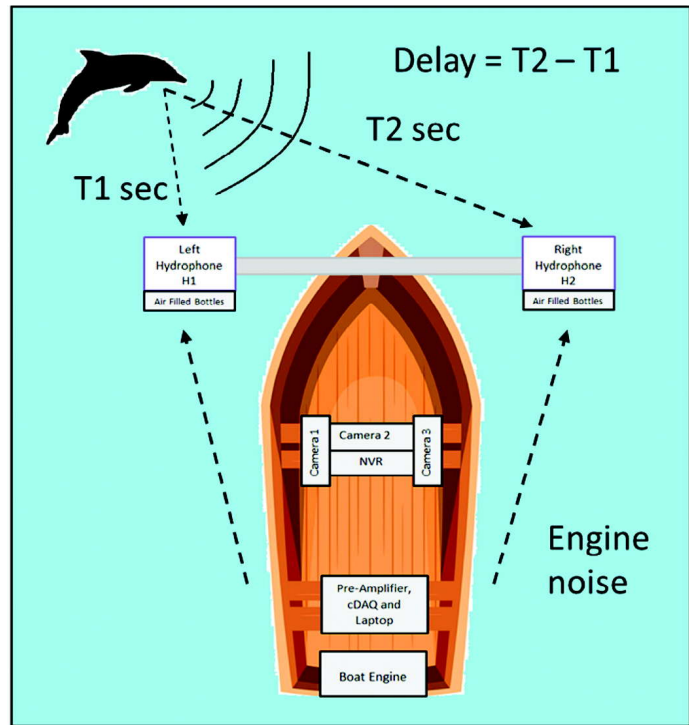 Delay = T2 – T1
T2 sec
T1 sec
Left
Hydrophone
H1
Air Filled Bottles
Right
Hydrophone
H2
Air Filled Bottles
Camera 1
Camera 2
NVR
Camera 3
Engine
noise
Pre-Amplifier,
cDAQ and
Laptop
Boat Engine